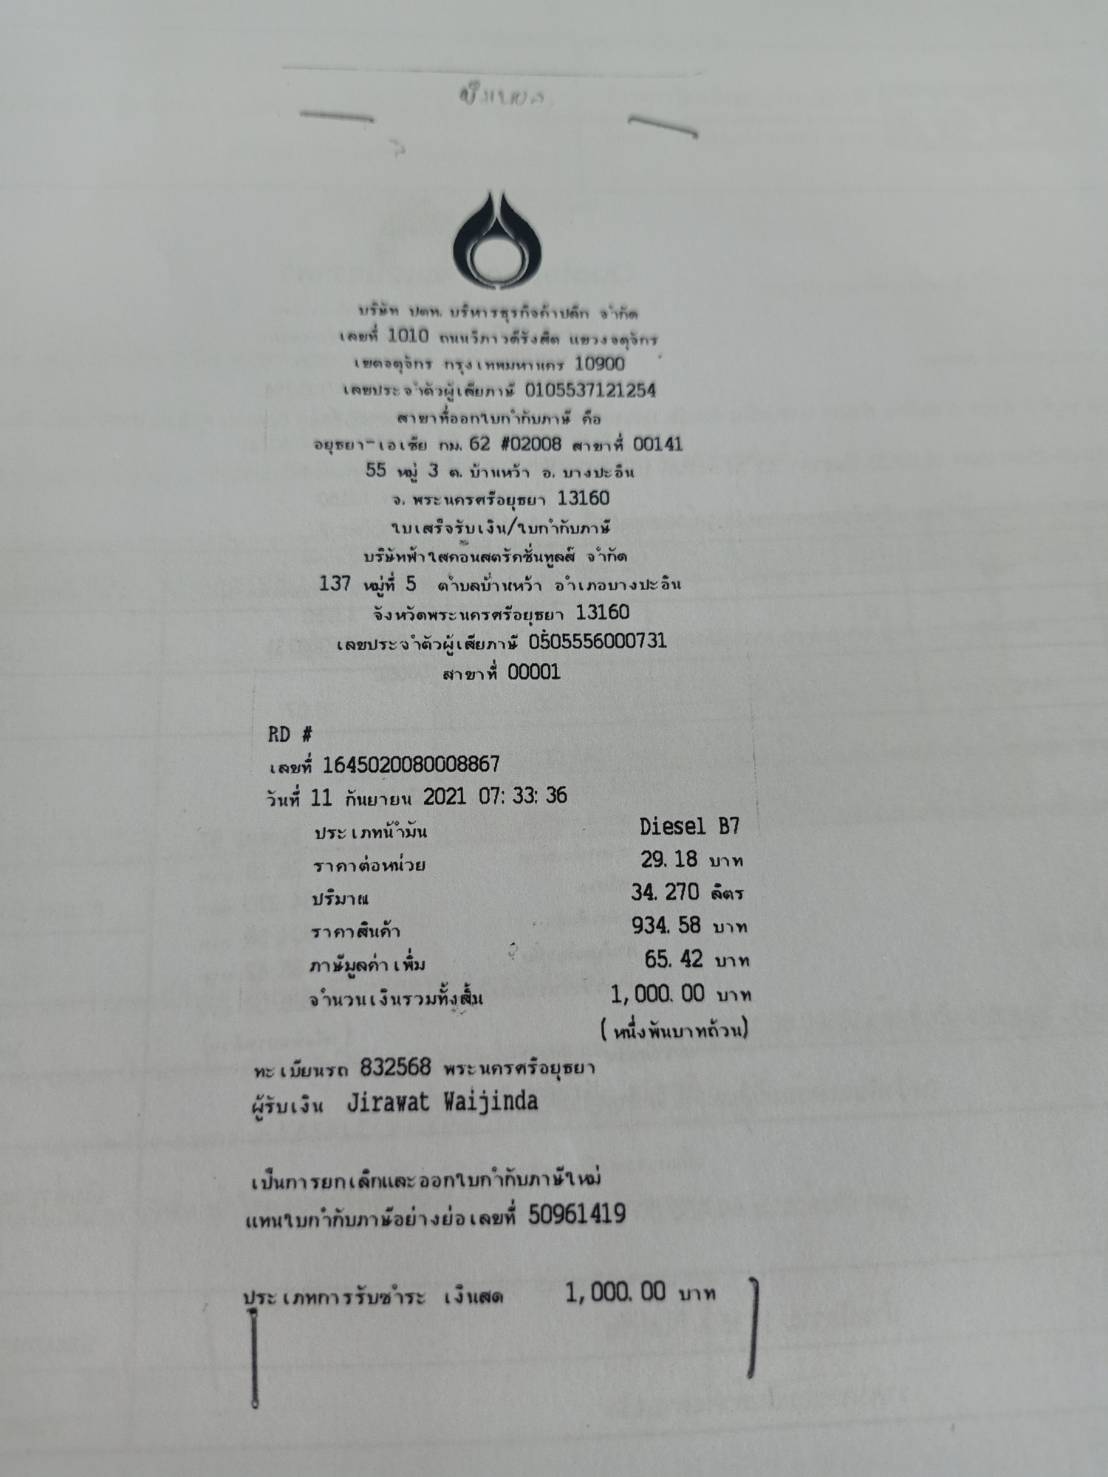 บริษัท ปตท. บริหารธุรกิจค้าปลีก จำกัด
เลขที่ 1010 ถนนวิภาวดีรังสิต แขวงจตุจักร
เขตจตุจักร กรุงเทพมหานคร 10900
เลขประจำตัวผู้เสียภาษี 0105537121254
สาขาที่ออกใบกำกับภาษี คือ
อยุธยา-เอเซีย กม. 62 #02008 สาขาที่ 00141
55 หมู่ 3 ต. บ้านหว้า อ. บางปะอิน
จ. พระนครศรีอยุธยา 13160
ใบเสร็จรับเงิน/ใบกำกับภาษี
บริษัทฟ้าใสคอนสตรัคชั่นทูลส์ จำกัด
137 หมู่ที่ 5 ตำบลบ้านหว้า อำเภอบางปะอิน
จังหวัดพระนครศรีอยุธยา 13160
เลขประจำตัวผู้เสียภาษี 0505556000731
สาขาที่ 00001
RD #
เลขที่ 1645020080008867
วันที่ 11 กันยายน 2021 07:33:36
ประเภทน้ำมัน Diesel B7
ราคาต่อหน่วย 29.18 บาท
ปริมาณ 34.270 ลิตร
ราคาสินค้า 934.58 บาท
ภาษีมูลค่าเพิ่ม 65.42 บาท
จำนวนเงินรวมทั้งสิ้น 1,000.00 บาท
(หนึ่งพันบาทถ้วน)
ทะเบียนรถ 832568 พระนครศรีอยุธยา
ผู้รับเงิน Jirawat Waijinda
เป็นการยกเลิกและออกใบกำกับภาษีใหม่
แทนใบกำกับภาษีอย่างย่อเลขที่ 50961419
ประเภทการรับชำระ เงินสด 1,000.00 บาท